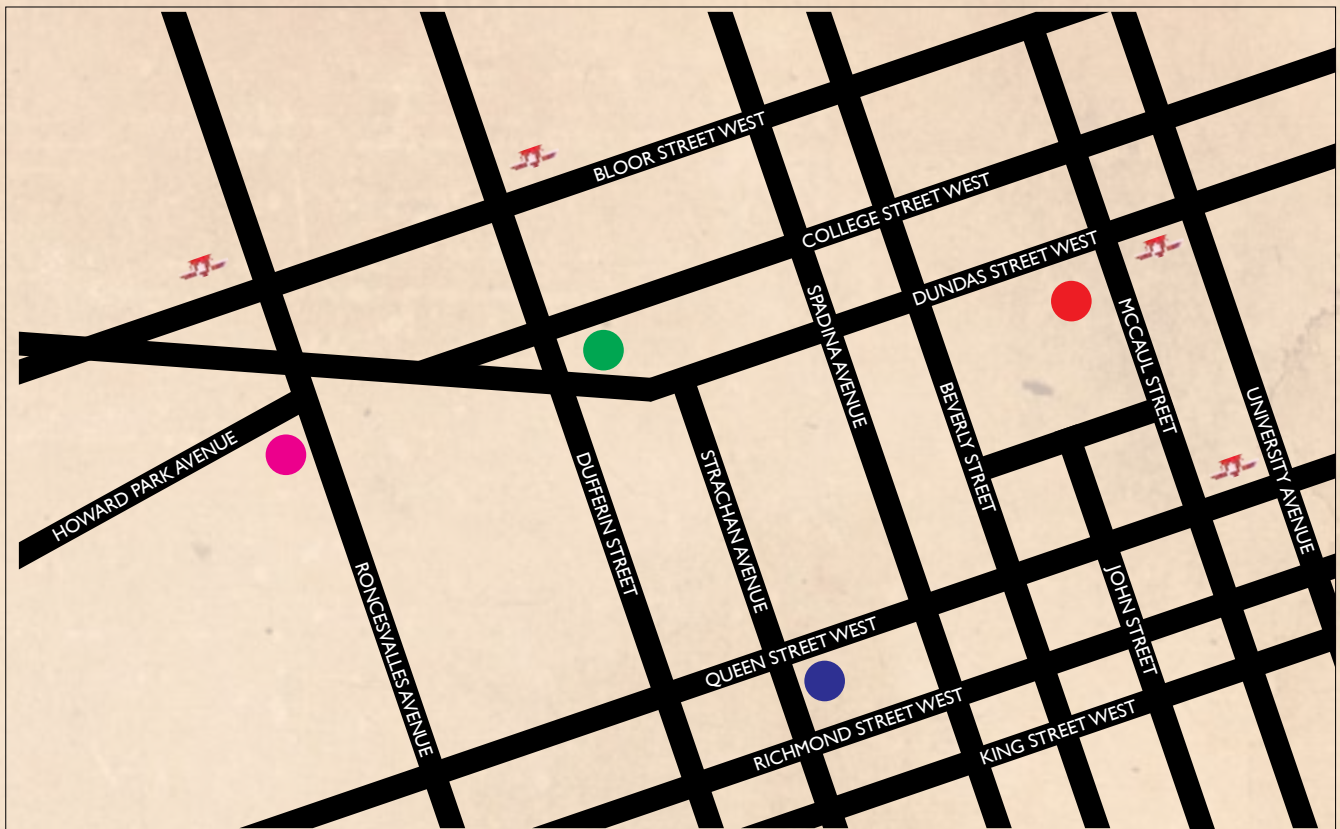 BLOOR STREET WEST
COLLEGE STREET WEST
DUNDAS STREET WEST
SPADINA AVENUE
MCCAUL STREET
HOWARD PARK AVENUE
BEVERLY STREET
UNIVERSITY AVENUE
DUFFERIN STREET
STRACHAN AVENUE
RONCESVALLES AVENUE
JOHN STREET
QUEEN STREET WEST
RICHMOND STREET WEST
KING STREET WEST